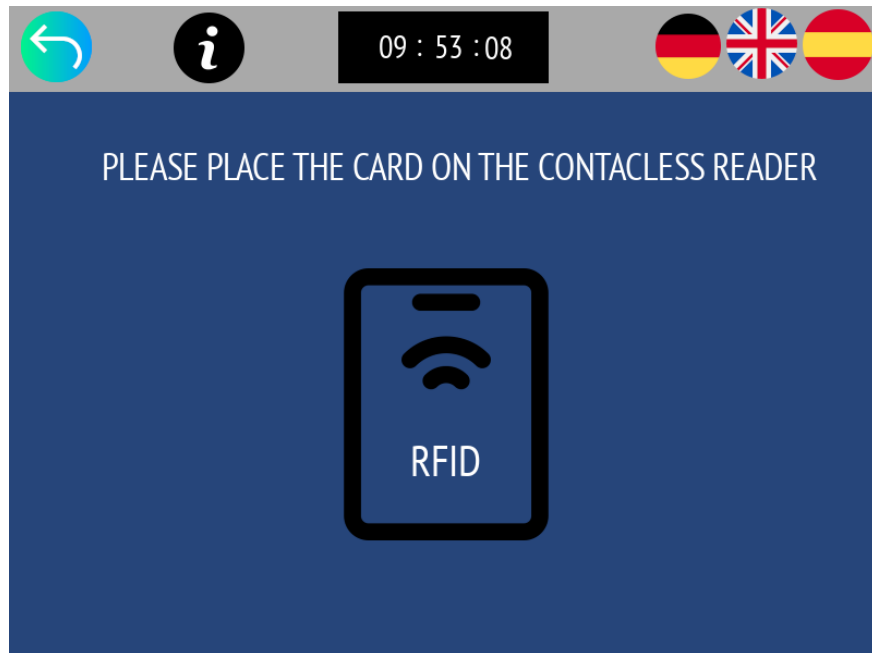 i
09 : 53 : 08
PLEASE PLACE THE CARD ON THE CONTACLESS READER
RFID